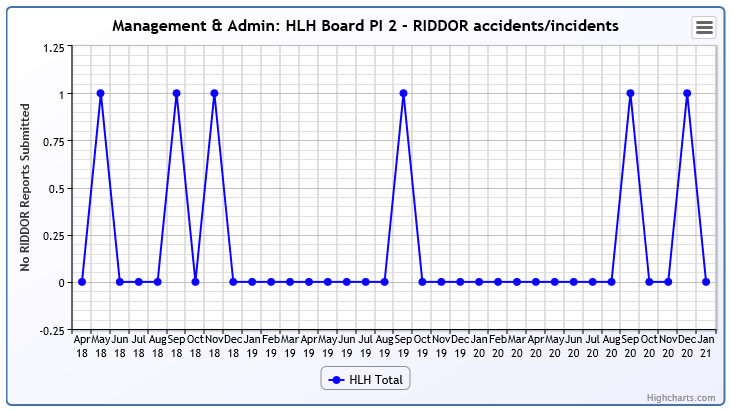 Management & Admin: HLH Board PI 2 - RIDDOR accidents/incidents
No RIDDOR Reports Submitted
1.25
1
0.75
0.5
0.25
0
-0.25
Apr May Jun Jul Aug Sep Oct Nov Dec Jan Feb Mar Apr May Jun Jul Aug Sep Oct Nov Dec Jan Feb Mar Apr May Jun Jul Aug Sep Oct Nov Dec Jan
18 18 18 18 18 18 18 18 18 19 19 19 19 19 19 19 19 19 19 19 19 20 20 20 20 20 20 20 20 20 20 20 20 21
HLH Total
Highcharts.com